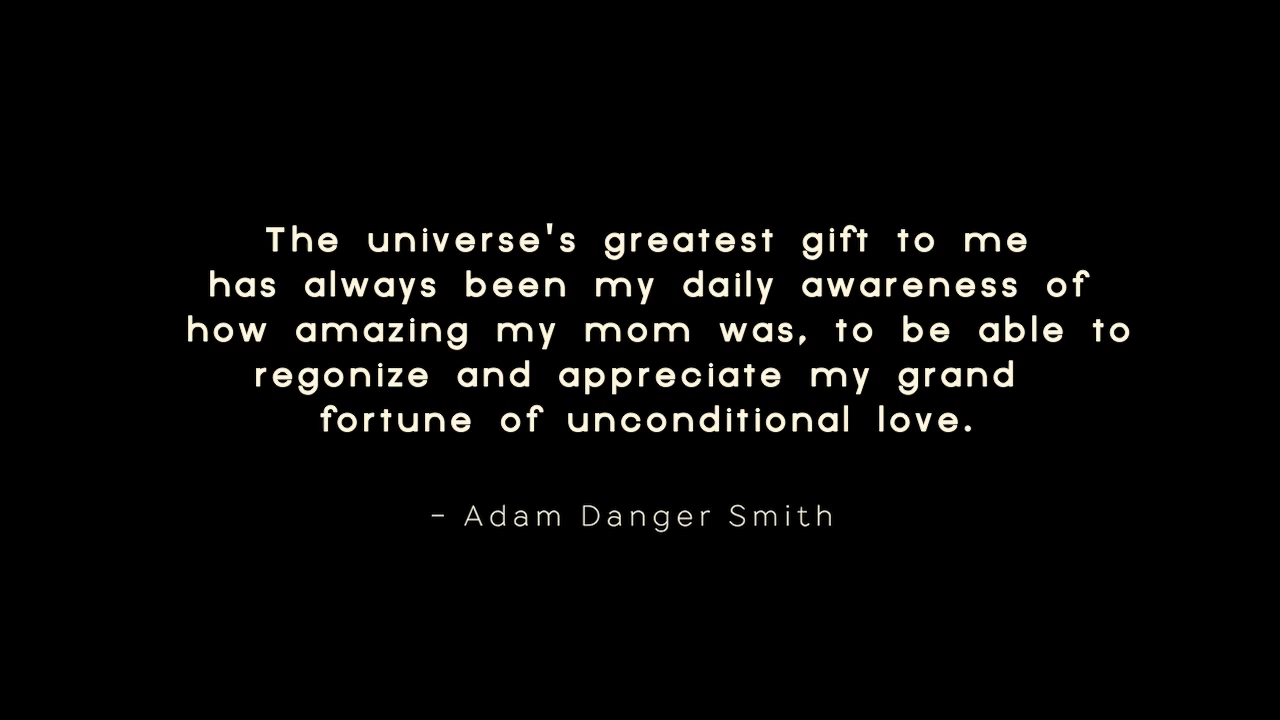 The universe's greatest gift to me
has always been my daily awareness of
how amazing my mom was, to be able to
regonize and appreciate my grand
fortune of unconditional love.
- Adam Danger Smith